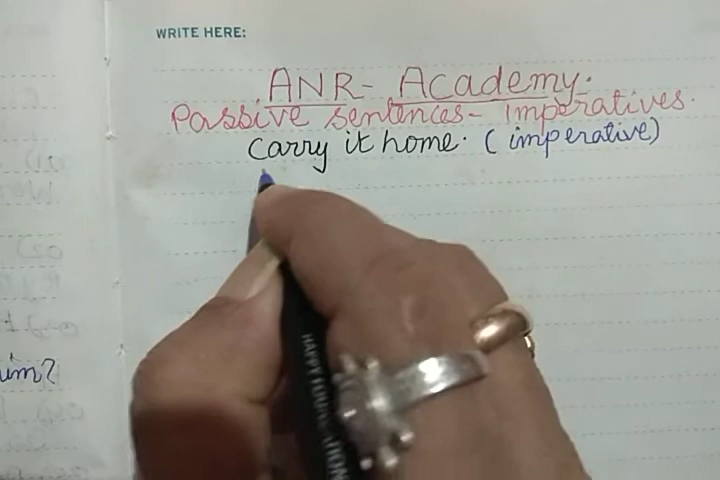 WRITE HERE:
ANR- Academy.
Passive sentences- Imperatives.
Carry it home. (imperative)